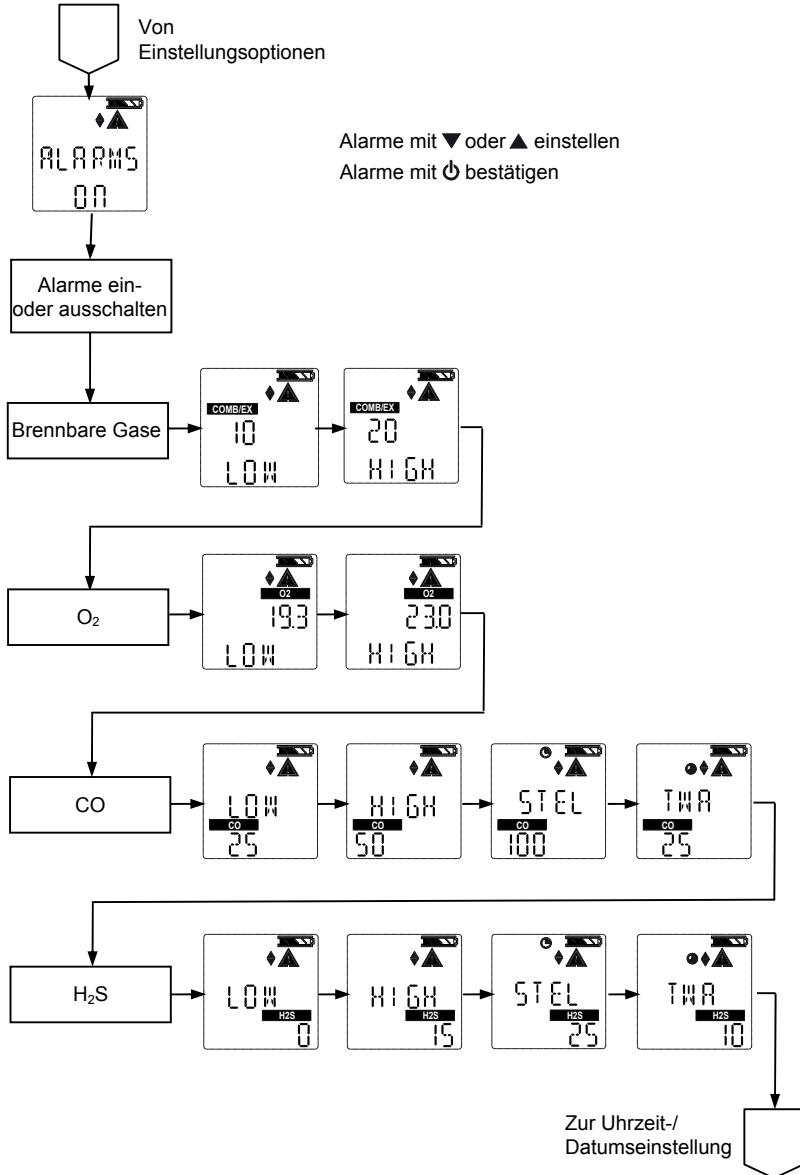 Von
Einstellungsoptionen
ALARMS
ON
Alarme mit ▼ oder ▲ einstellen
Alarme mit ⏻ bestätigen
Alarme ein-
oder ausschalten
Brennbare Gase
COMB/EX
10
LOW
COMB/EX
20
HIGH
O₂
O2
19.3
LOW
O2
23.0
HIGH
CO
LOW
CO
25
HIGH
CO
50
STEL
CO
100
TWA
CO
25
H₂S
LOW
H2S
0
HIGH
H2S
15
STEL
H2S
25
TWA
H2S
10
Zur Uhrzeit-/
Datumseinstellung